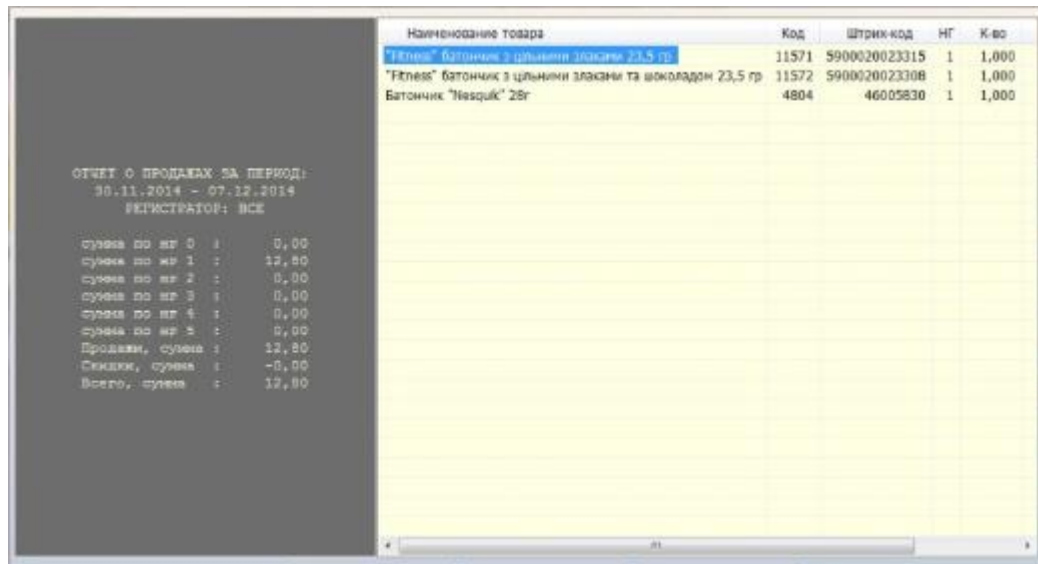 ОТЧЕТ О ПРОДАЖАХ ЗА ПЕРИОД:
30.11.2014 - 07.12.2014
РЕГИСТРАТОР: ВСЕ
сумма по нг 0 : 0,00
сумма по нг 1 : 12,80
сумма по нг 2 : 0,00
сумма по нг 3 : 0,00
сумма по нг 4 : 0,00
сумма по нг 5 : 0,00
Продажи, сумма : 12,80
Скидки, сумма : -0,00
Всего, сумма : 12,80
Наименование товара Код Штрих-код НГ К-во
"Fitness" батончик з цільними злаками 23,5 гр 11571 5900020023315 1 1,000
"Fitness" батончик з цільними злаками та шоколадом 23,5 гр 11572 5900020023308 1 1,000
Батончик "Nesquik" 28г 4804 46005830 1 1,000